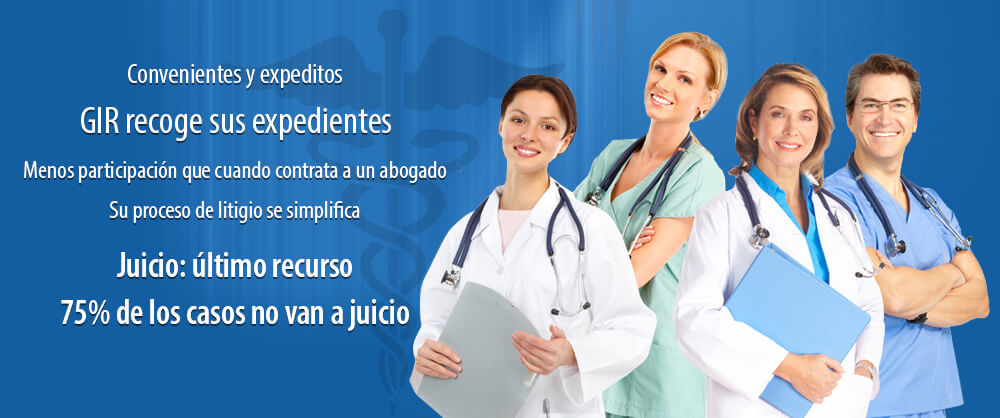 Convenientes y expeditos
GIR recoge sus expedientes
Menos participación que cuando contrata a un abogado
Su proceso de litigio se simplifica
Juicio: último recurso
75% de los casos no van a juicio